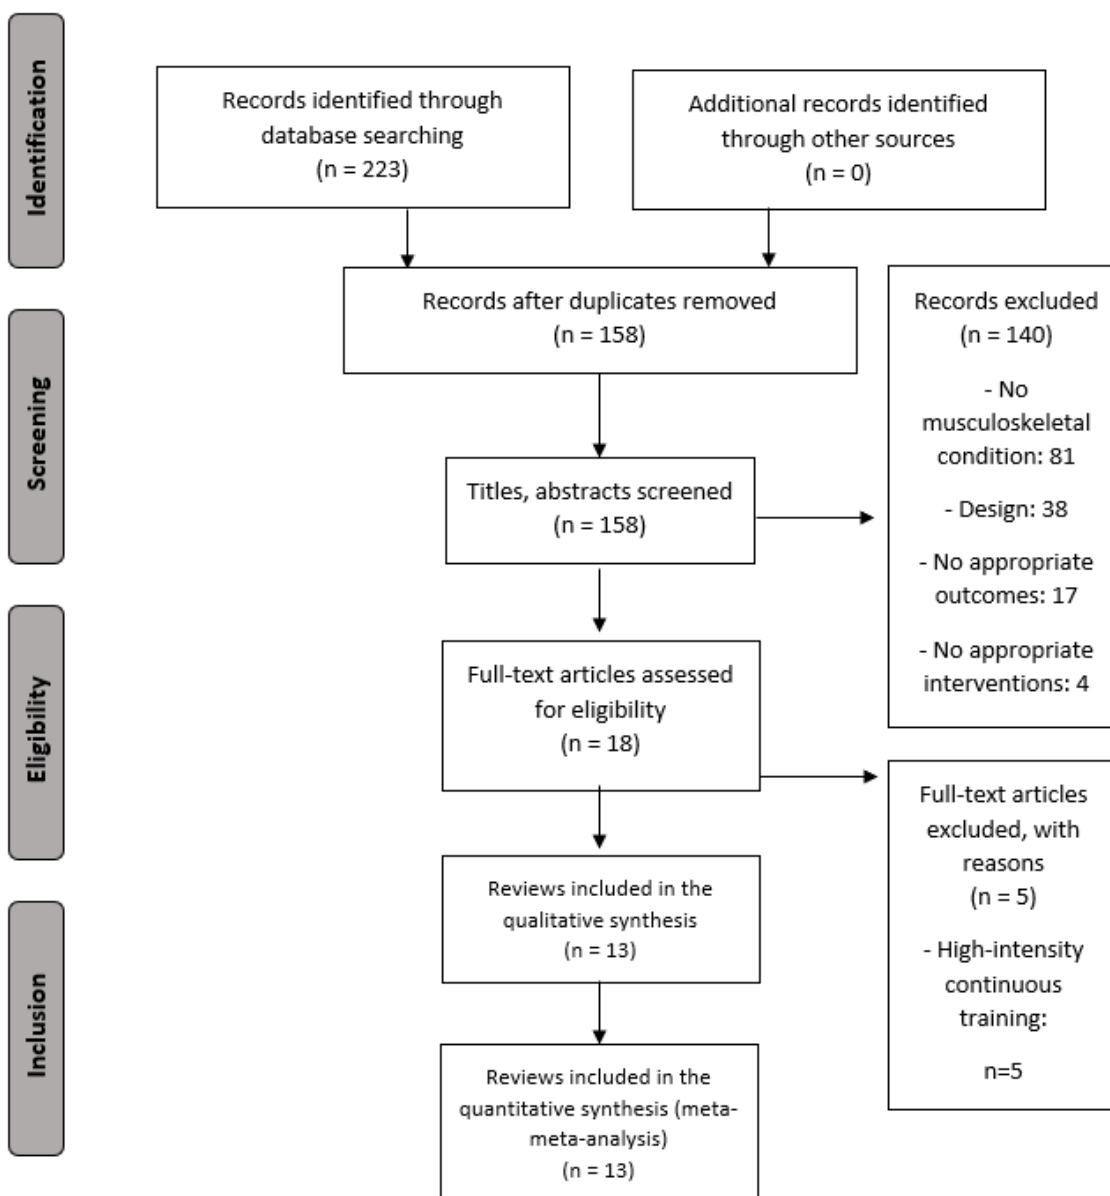 Identification
Records identified through
database searching
(n = 223)
Additional records identified
through other sources
(n = 0)
Records after duplicates removed
(n = 158)
Screening
Titles, abstracts screened
(n = 158)
Records excluded
(n = 140)
- No
musculoskeletal
condition: 81
- Design: 38
- No appropriate
outcomes: 17
- No appropriate
interventions: 4
Eligibility
Full-text articles assessed
for eligibility
(n = 18)
Full-text articles
excluded, with
reasons
(n = 5)
- High-intensity
continuous
training:
n=5
Inclusion
Reviews included in the
qualitative synthesis
(n = 13)
Reviews included in the
quantitative synthesis (meta-
meta-analysis)
(n = 13)